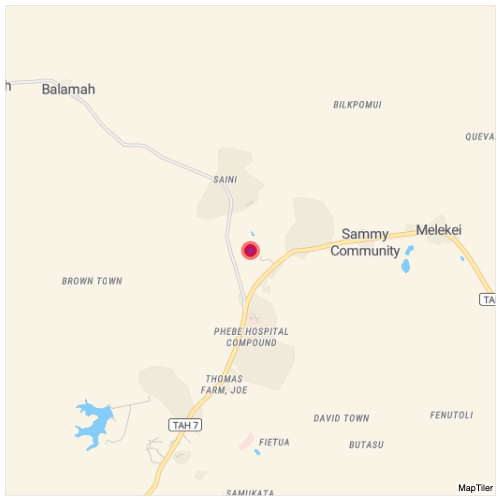 h
Balamah
BILKPOMUI
QUEVA
SAINI
Sammy
Community
Melekei
BROWN TOWN
TA
PHEBE HOSPITAL
COMPOUND
THOMAS
FARM, JOE
TAH 7
DAVID TOWN
FENUTOLI
FIETUA
BUTASU
SAMUKATA
MapTiler